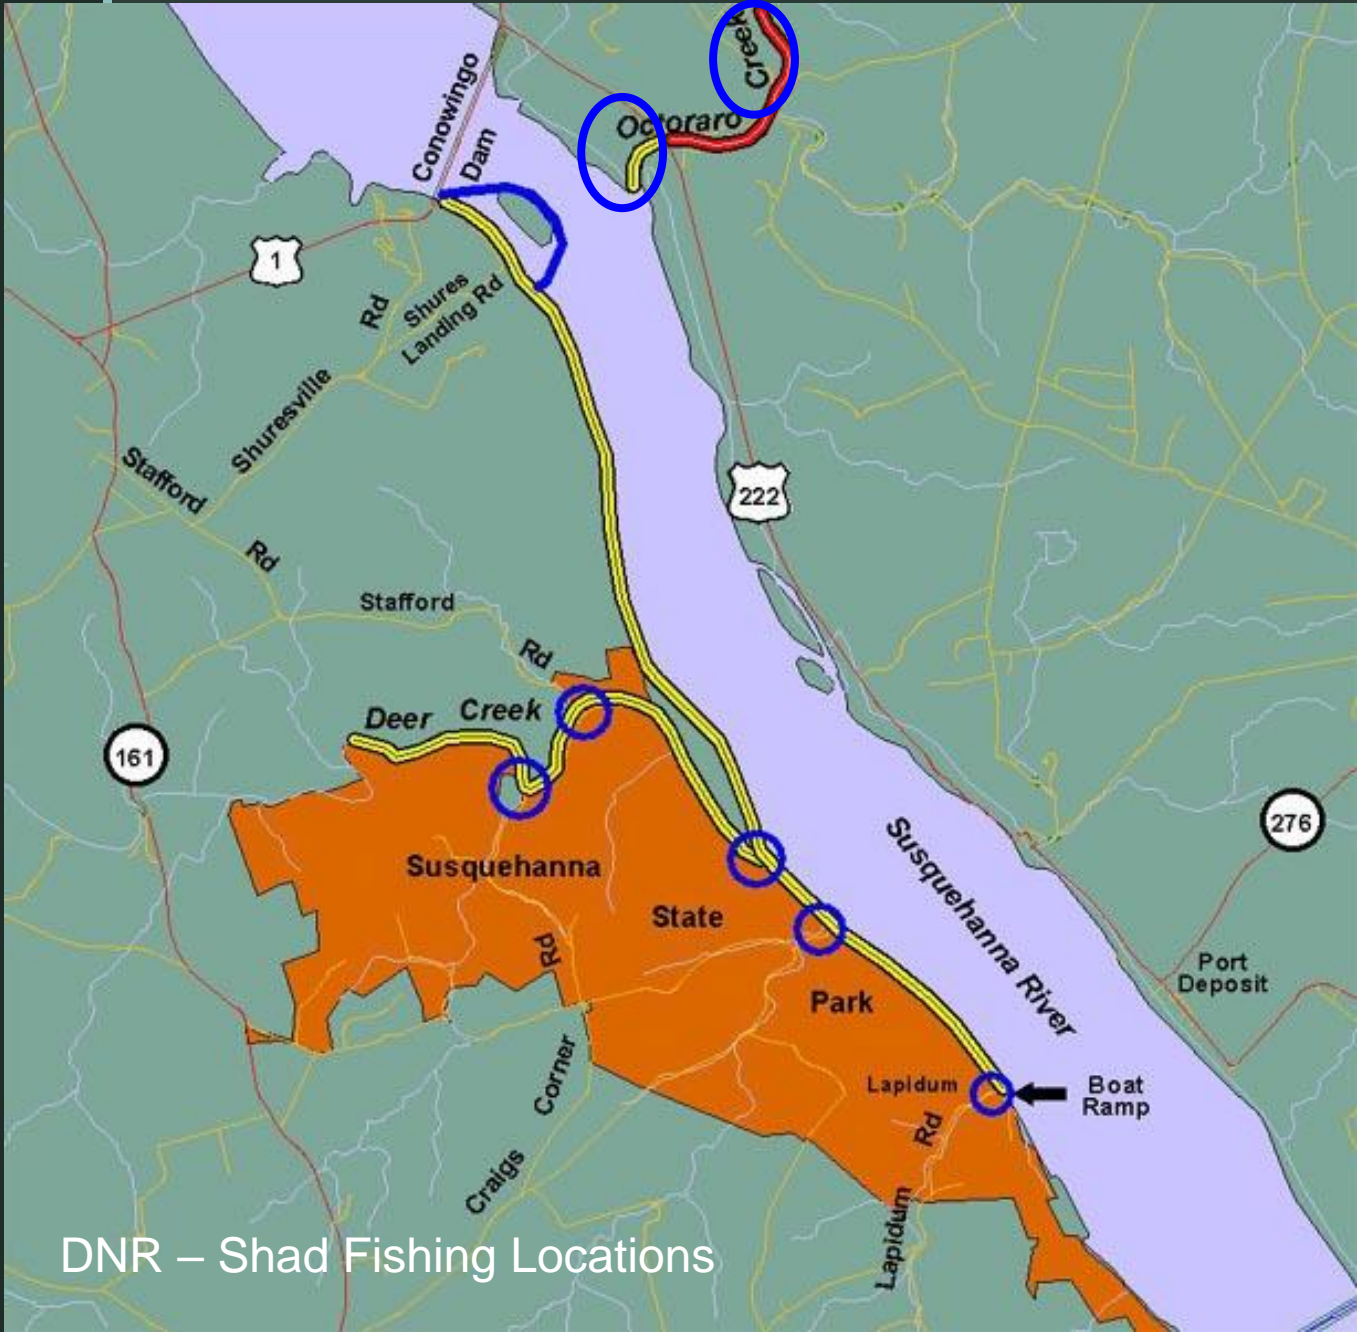 Creek
Octoraro
Conowingo
Dam
1
Rd
Shures
Landing Rd
Shuresville
Stafford
Rd
222
Stafford
Rd
Deer Creek
161
276
Susquehanna
State
Park
Susquehanna River
Rd
Port
Deposit
Corner
Craigs
Lapidum
Boat
Ramp
Rd
Lapidum
DNR – Shad Fishing Locations